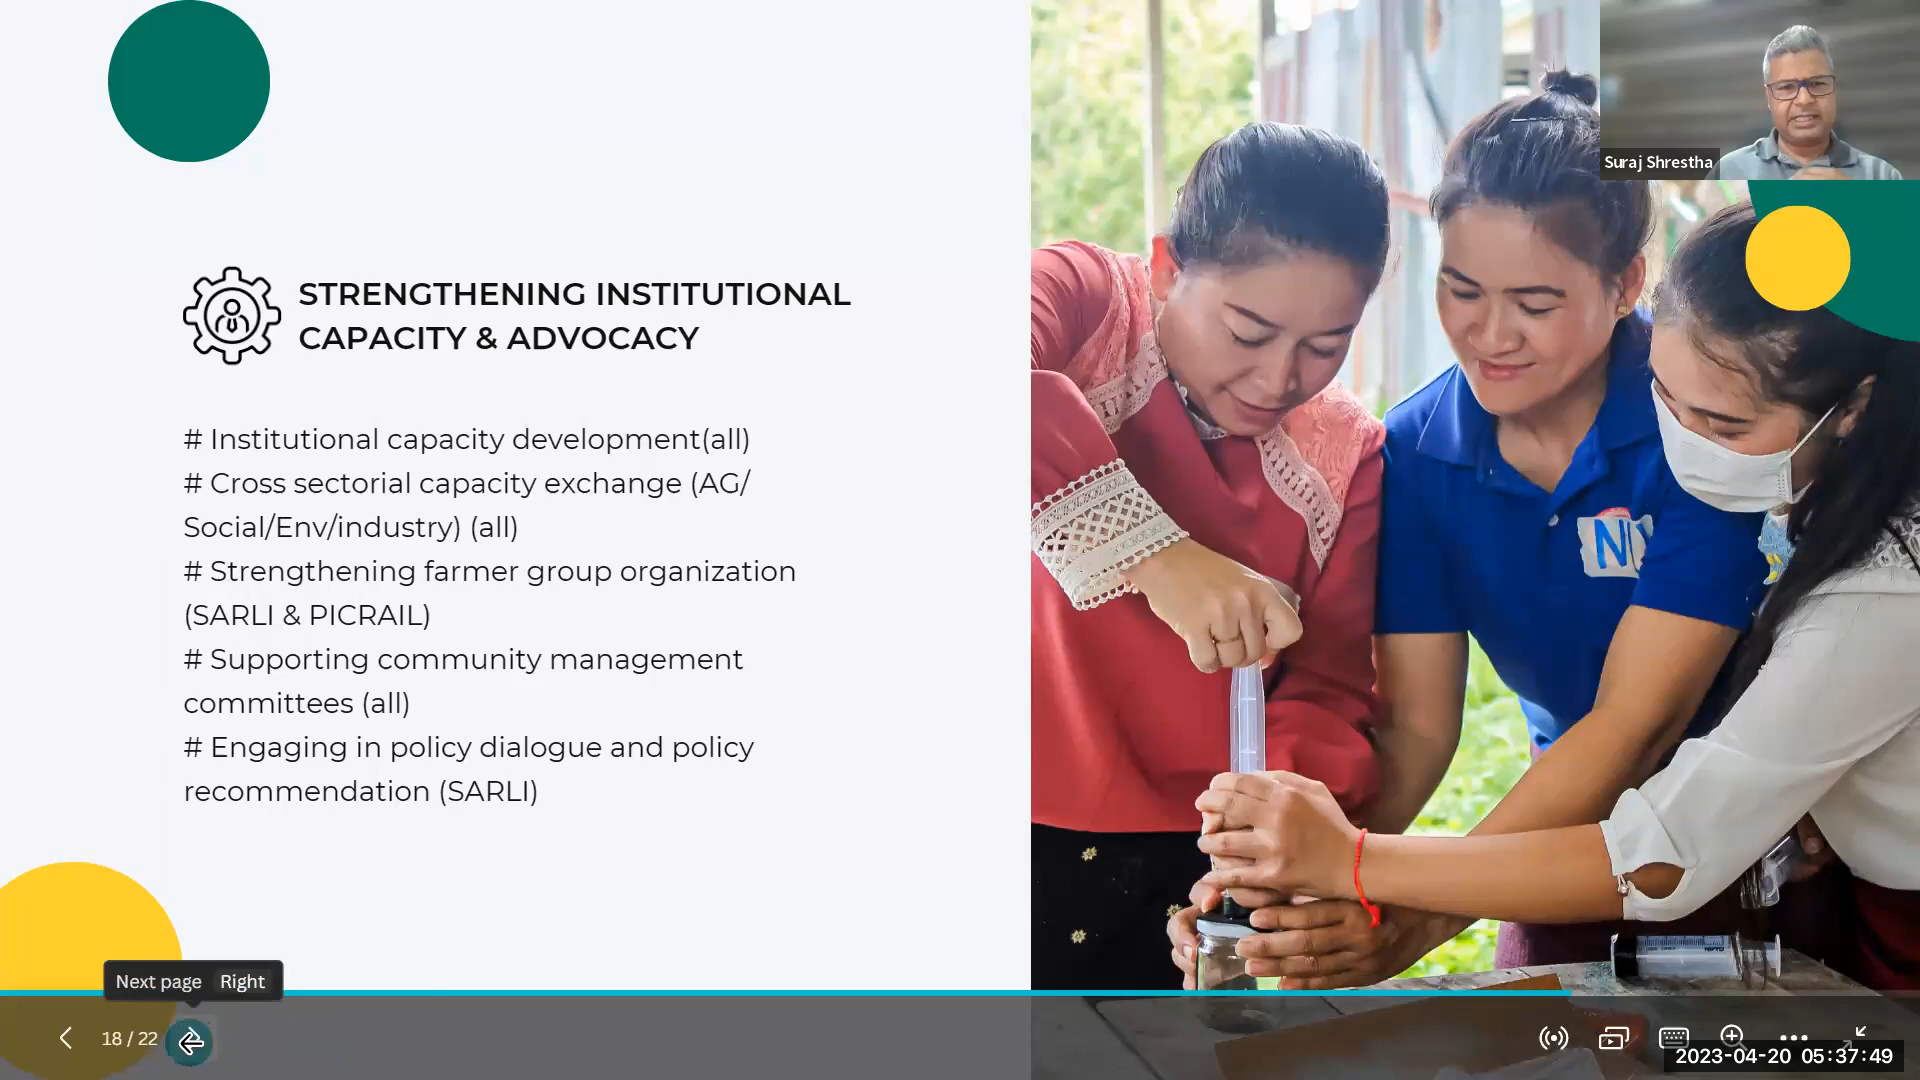 Suraj Shrestha
STRENGTHENING INSTITUTIONAL
CAPACITY & ADVOCACY
# Institutional capacity development(all)
# Cross sectorial capacity exchange (AG/
Social/Env/industry) (all)
# Strengthening farmer group organization
(SARLI & PICRAIL)
# Supporting community management
committees (all)
# Engaging in policy dialogue and policy
recommendation (SARLI)
Next page Right
18 / 22
2023-04-20 05:37:49